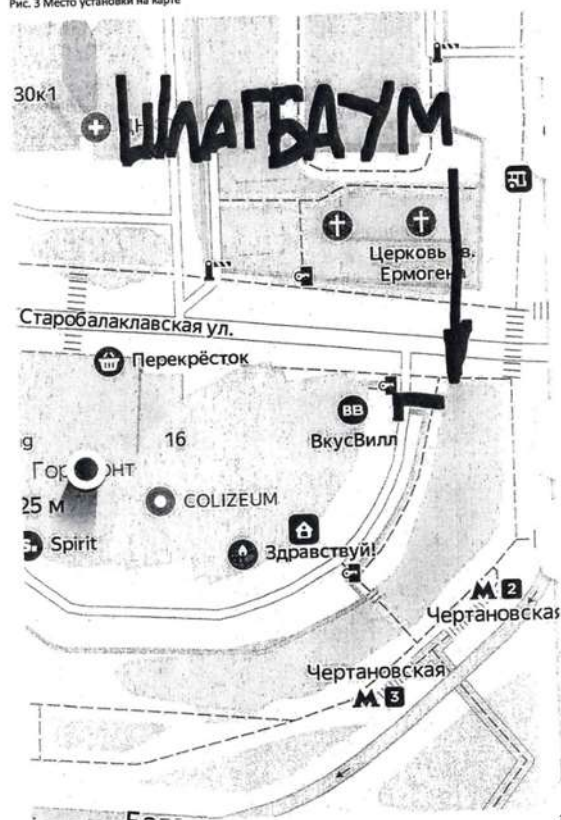 Рис. 3 Место установки на карте
30к1
ШЛАГБАУМ
Церковь
Ермогена
Старобалаклавская ул.
Перекрёсток
BB
16
ВкусВилл
25 м
COLIZEUM
Spirit
Здравствуй!
М 2
Чертановская
Чертановская
М 3